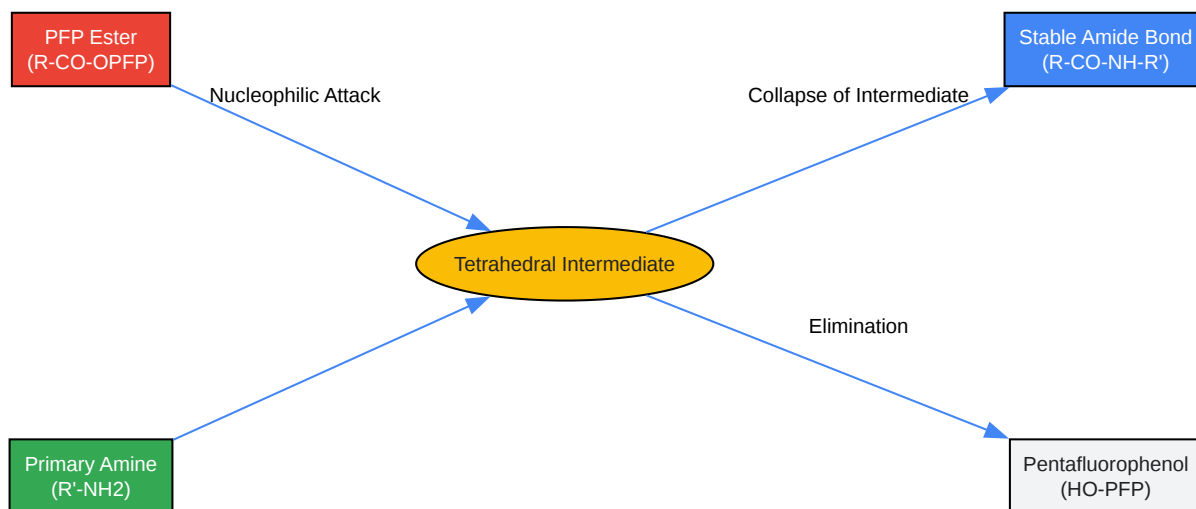 PFP Ester
(R-CO-OPFP)
Stable Amide Bond
(R-CO-NH-R')
Nucleophilic Attack
Collapse of Intermediate
Tetrahedral Intermediate
Elimination
Primary Amine
(R'-NH2)
Pentafluorophenol
(HO-PFP)